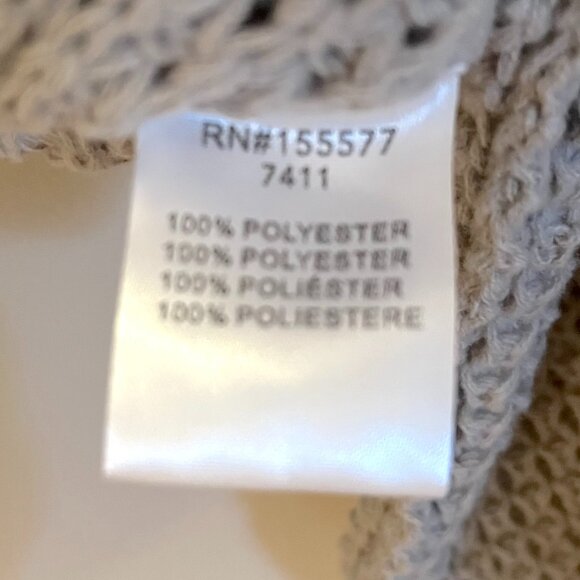 RN#155577
7411
100% POLYESTER
100% POLYESTER
100% POLIÉSTER
100% POLIESTERE